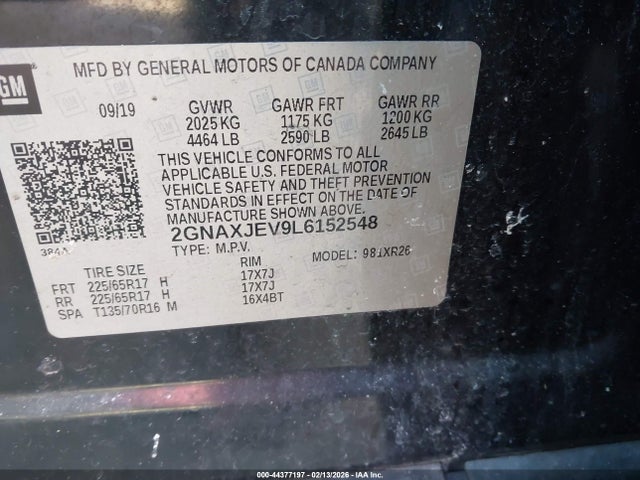 GM
MFD BY GENERAL MOTORS OF CANADA COMPANY
09/19 GVWR GAWR FRT GAWR RR
2025 KG 1175 KG 1200 KG
4464 LB 2590 LB 2645 LB
THIS VEHICLE CONFORMS TO ALL
APPLICABLE U.S. FEDERAL MOTOR
VEHICLE SAFETY AND THEFT PREVENTION
STANDARDS IN EFFECT ON THE DATE OF
MANUFACTURE SHOWN ABOVE.
2GNAXJEV9L6152548
TYPE: M.P.V. MODEL: 981XR26
TIRE SIZE RIM
FRT 225/65R17 H 17X7J
RR 225/65R17 H 17X7J
SPA T135/70R16 M 16X4BT
000-44377197 - 02/13/2026 - IAAI.COM